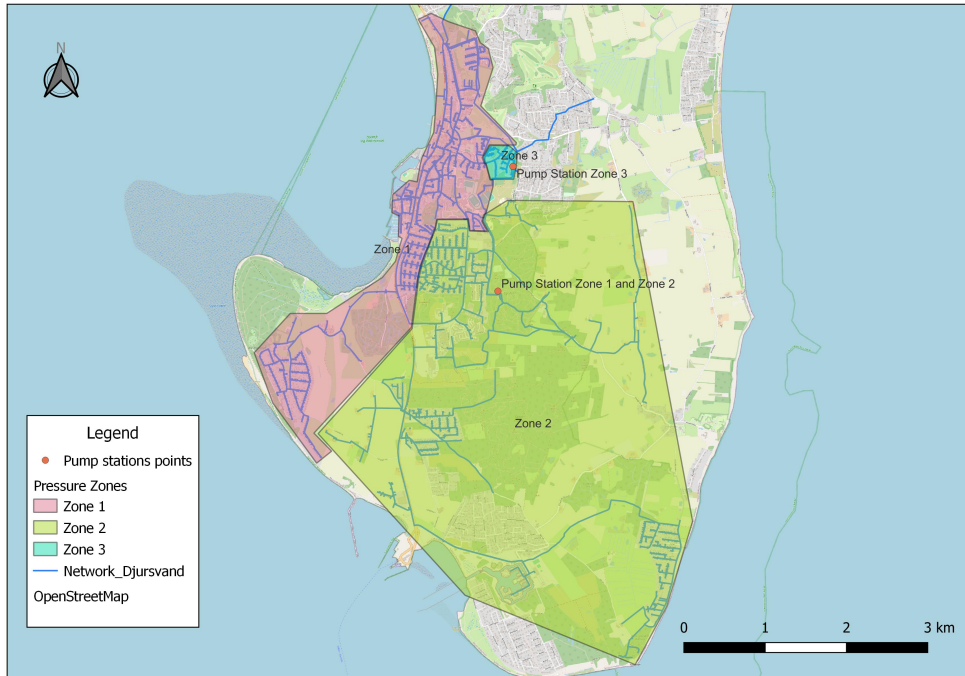 N
Zone 3
Pump Station Zone 3
Zone 1
Pump Station Zone 1 and Zone 2
Zone 2
Legend
Pump stations points
Pressure Zones
Zone 1
Zone 2
Zone 3
Network_Djursvand
OpenStreetMap
0 1 2 3 km